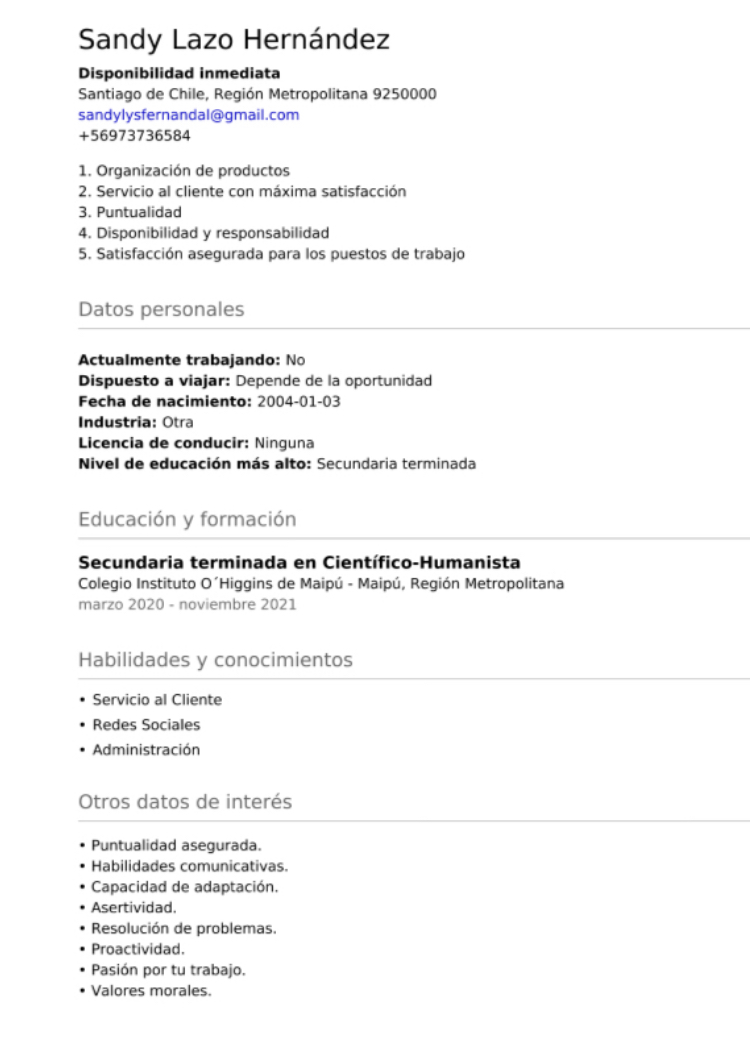 Sandy Lazo Hernández
Disponibilidad inmediata
Santiago de Chile, Región Metropolitana 9250000
sandylysfernandal@gmail.com
+56973736584
1. Organización de productos
2. Servicio al cliente con máxima satisfacción
3. Puntualidad
4. Disponibilidad y responsabilidad
5. Satisfacción asegurada para los puestos de trabajo
Datos personales
Actualmente trabajando: No
Dispuesto a viajar: Depende de la oportunidad
Fecha de nacimiento: 2004-01-03
Industria: Otra
Licencia de conducir: Ninguna
Nivel de educación más alto: Secundaria terminada
Educación y formación
Secundaria terminada en Científico-Humanista
Colegio Instituto O´Higgins de Maipú - Maipú, Región Metropolitana
marzo 2020 - noviembre 2021
Habilidades y conocimientos
• Servicio al Cliente
• Redes Sociales
• Administración
Otros datos de interés
• Puntualidad asegurada.
• Habilidades comunicativas.
• Capacidad de adaptación.
• Asertividad.
• Resolución de problemas.
• Proactividad.
• Pasión por tu trabajo.
• Valores morales.